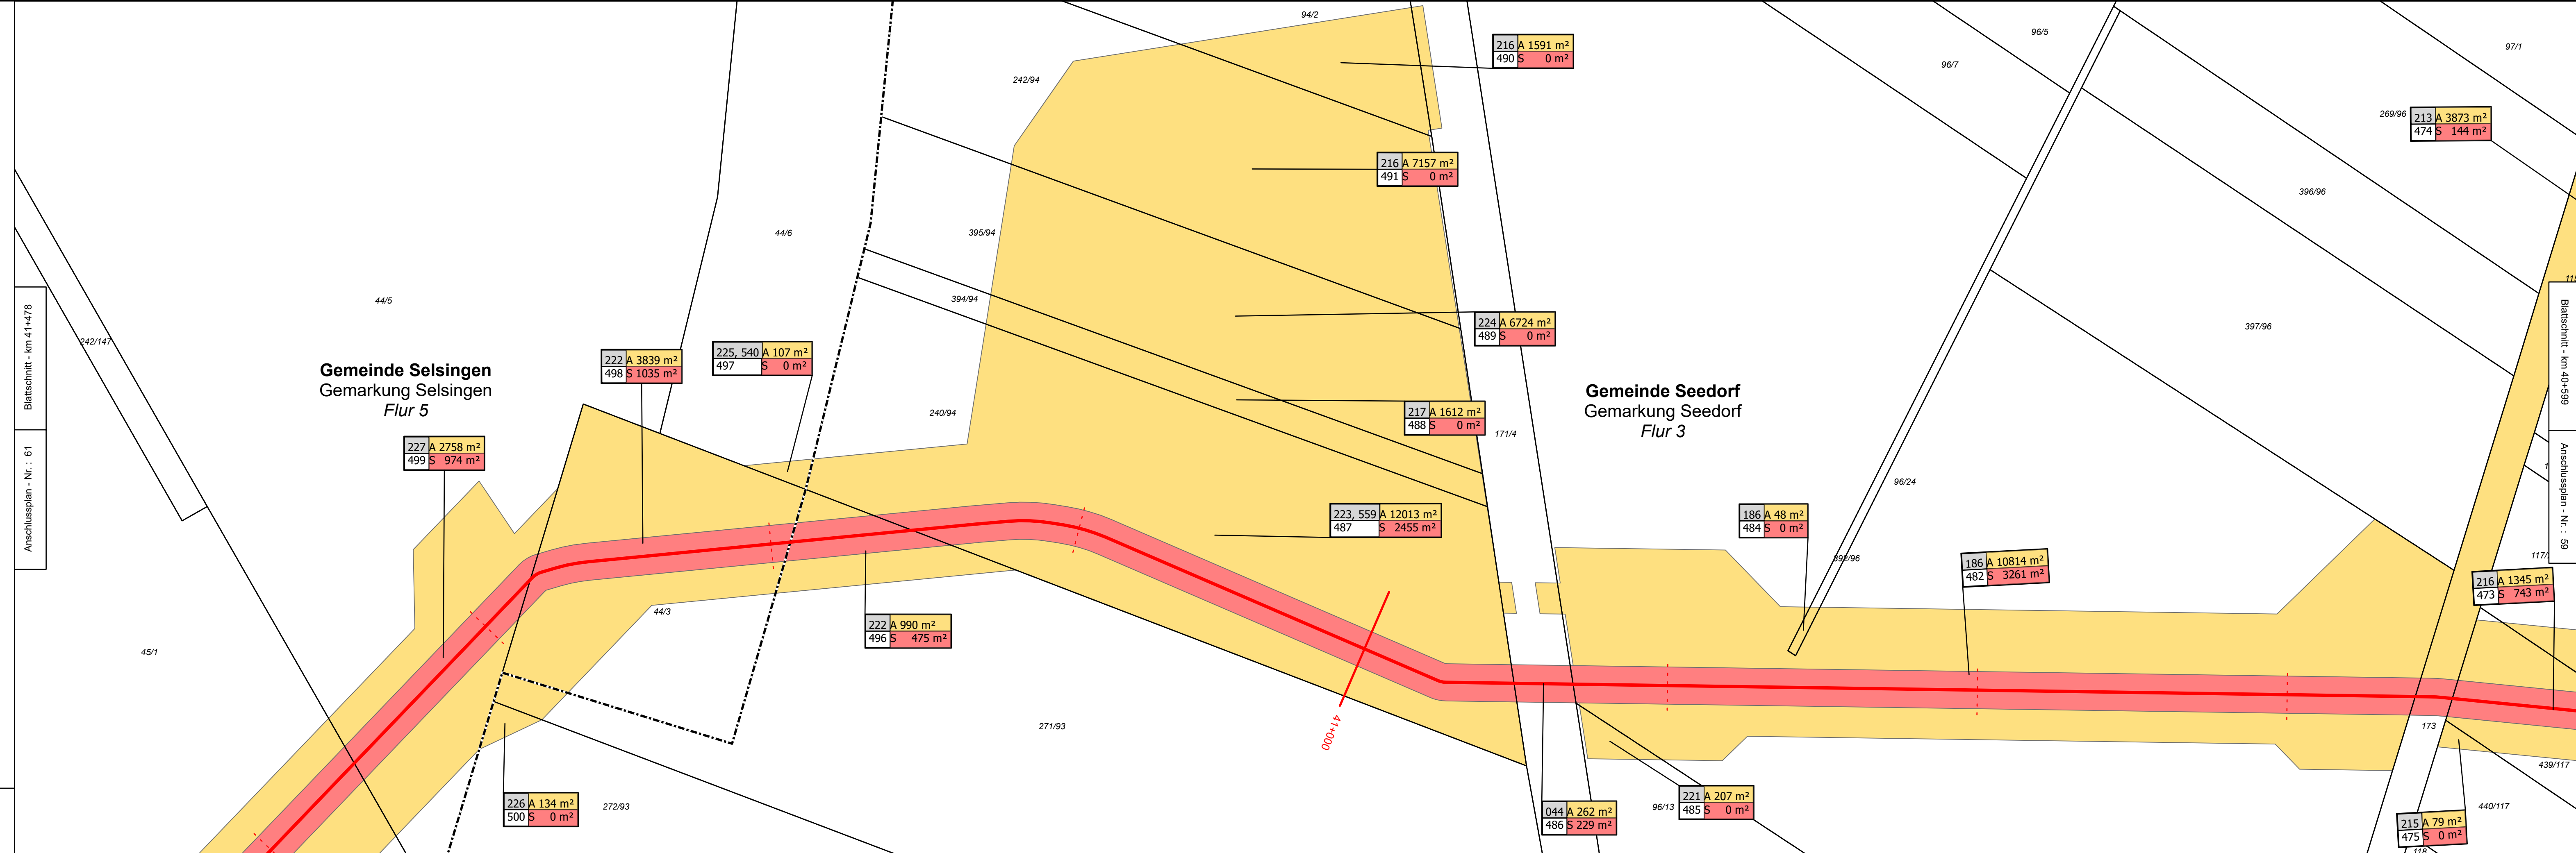 94/2
96/5
97/1
96/7
242/94
216 A 1591 m²
490 S 0 m²
213 A 3873 m²
474 S 144 m²
269/96
216 A 7157 m²
491 S 0 m²
396/96
44/6
395/94
44/5
394/94
Blattschnitt - km 41+478
Anschlussplan - Nr. : 61
242/147
224 A 6724 m²
489 S 0 m²
397/96
Blattschnitt - km 40+599
Anschlussplan - Nr. : 59
222 A 3839 m²
498 S 1035 m²
225, 540 A 107 m²
497 S 0 m²
Gemeinde Selsingen
Gemarkung Selsingen
Flur 5
240/94
217 A 1612 m²
488 S 0 m²
171/4
Gemeinde Seedorf
Gemarkung Seedorf
Flur 3
227 A 2758 m²
499 S 974 m²
96/24
223, 559 A 12013 m²
487 S 2455 m²
186 A 48 m²
484 S 0 m²
392/96
186 A 10814 m²
482 S 3261 m²
216 A 1345 m²
473 S 743 m²
44/3
222 A 990 m²
496 S 475 m²
45/1
271/93
41+000
173
439/117
226 A 134 m²
500 S 0 m²
272/93
044 A 262 m²
486 S 229 m²
96/13
221 A 207 m²
485 S 0 m²
440/117
215 A 79 m²
475 S 0 m²
118